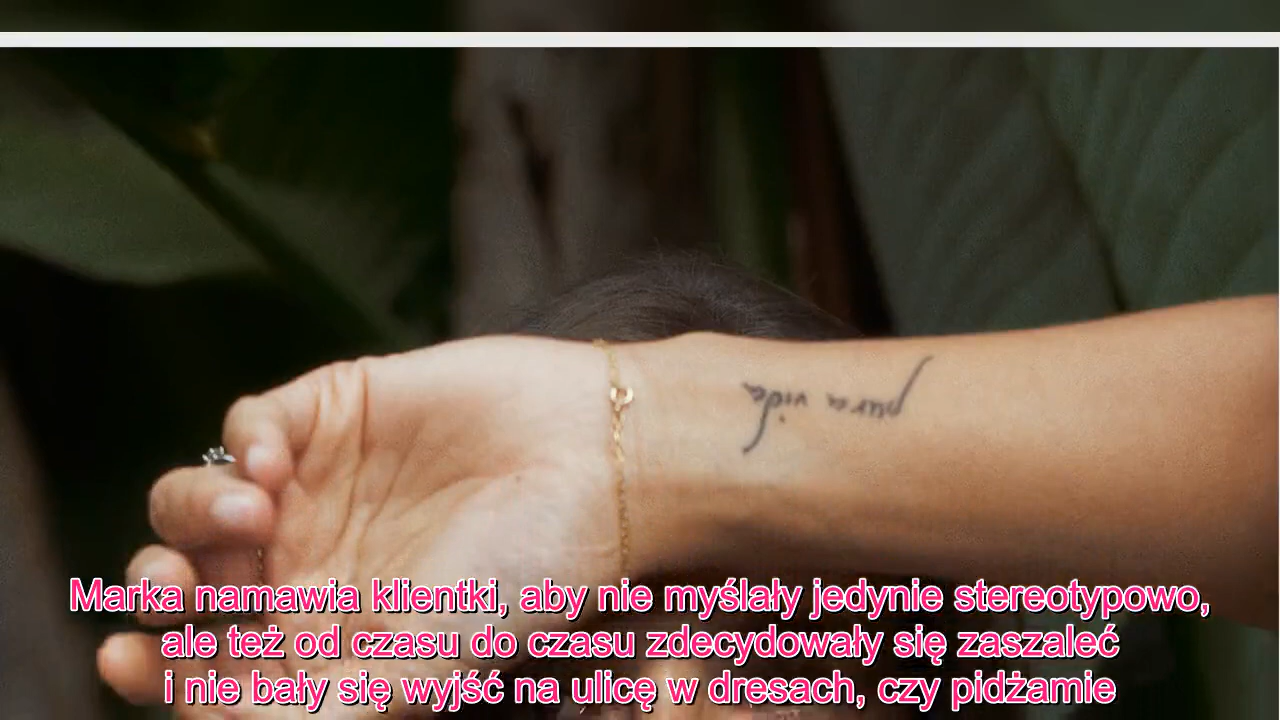 pura vida
Marka namawia klientki, aby nie myślały jedynie stereotypowo,
ale też od czasu do czasu zdecydowały się zaszaleć
i nie bały się wyjść na ulicę w dresach, czy pidżamie